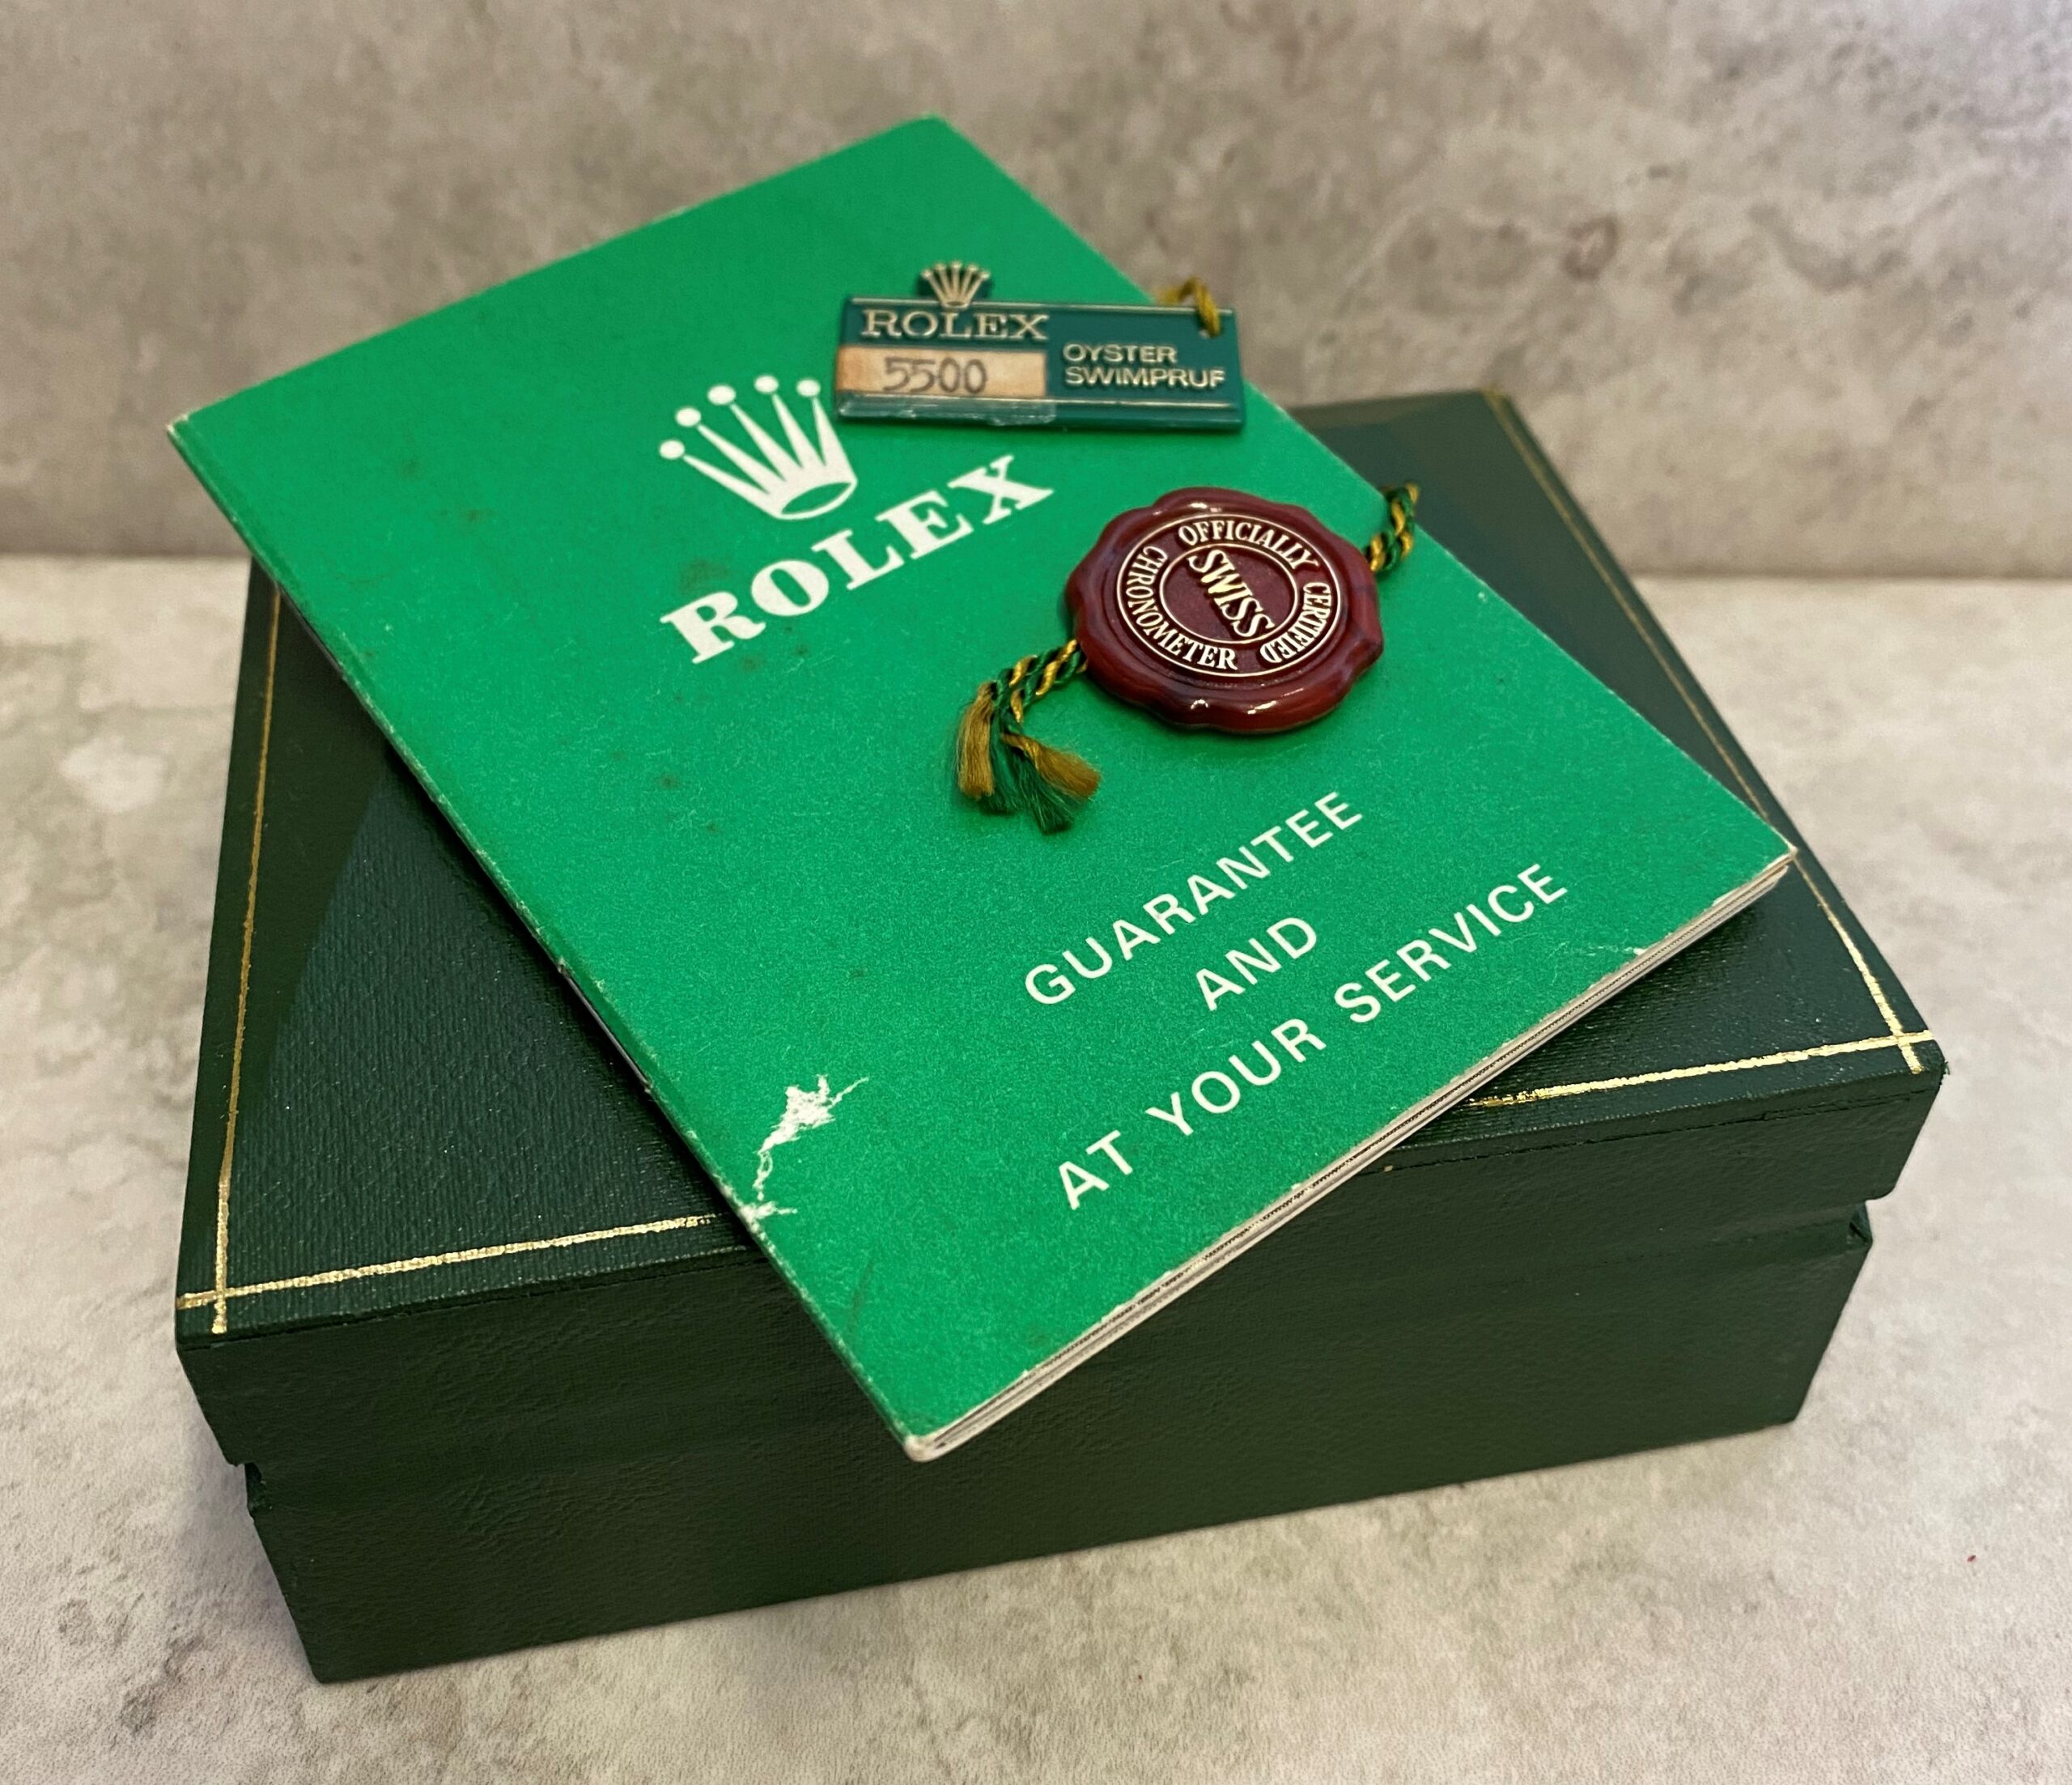 ROLEX
5500
OYSTER
SWIMPRUF
ROLEX
OFFICIALLY CERTIFIED CHRONOMETER
SWISS
GUARANTEE
AND
AT YOUR SERVICE